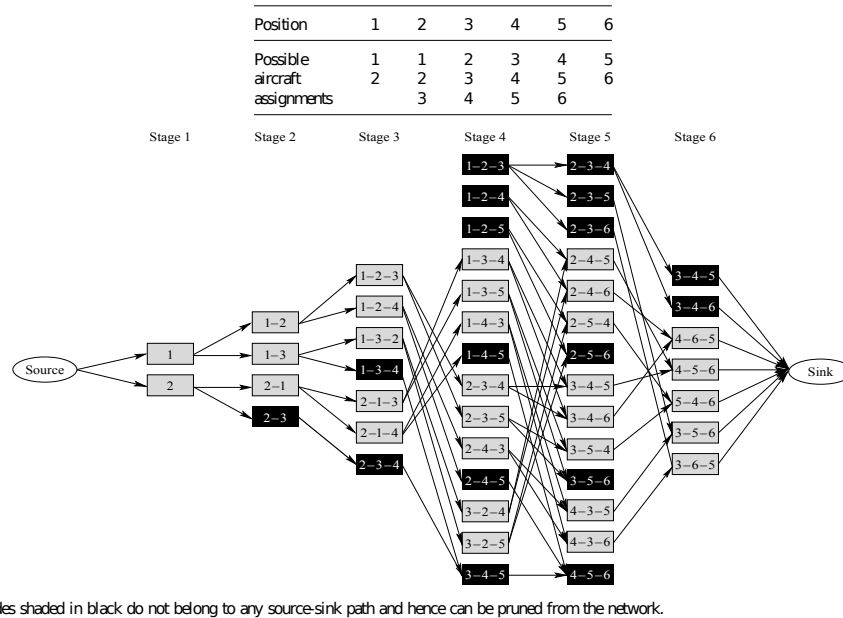 Position 1 2 3 4 5 6
Possible 1 1 2 3 4 5
aircraft 2 2 3 4 5 6
assignments 3 4 5 6
Stage 1 Stage 2 Stage 3 Stage 4 Stage 5 Stage 6
1–2–3 2–3–4
1–2–4 2–3–5
1–2–5 2–3–6
1–3–4 2–4–5
1–2–3 3–4–5
1–3–5 2–4–6
1–2–4 3–4–6
1–2 1–4–3 2–5–4
1–3–2 4–6–5
1 1–3 1–4–5 2–5–6
Source 1–3–4 4–5–6 Sink
2 2–1 2–3–4 3–4–5
2–1–3 5–4–6
2–3 2–3–5 3–4–6
2–1–4 3–5–6
2–4–3 3–5–4
2–3–4 3–6–5
2–4–5 3–5–6
3–2–4 4–3–5
3–2–5 4–3–6
3–4–5 4–5–6
des shaded in black do not belong to any source-sink path and hence can be pruned from the network.